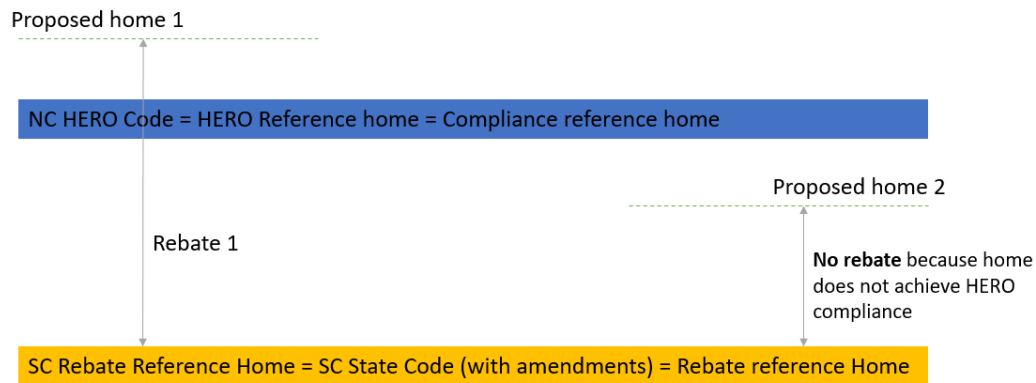 Proposed home 1
NC HERO Code = HERO Reference home = Compliance reference home
Proposed home 2
Rebate 1
No rebate because home
does not achieve HERO
compliance
SC Rebate Reference Home = SC State Code (with amendments) = Rebate reference Home